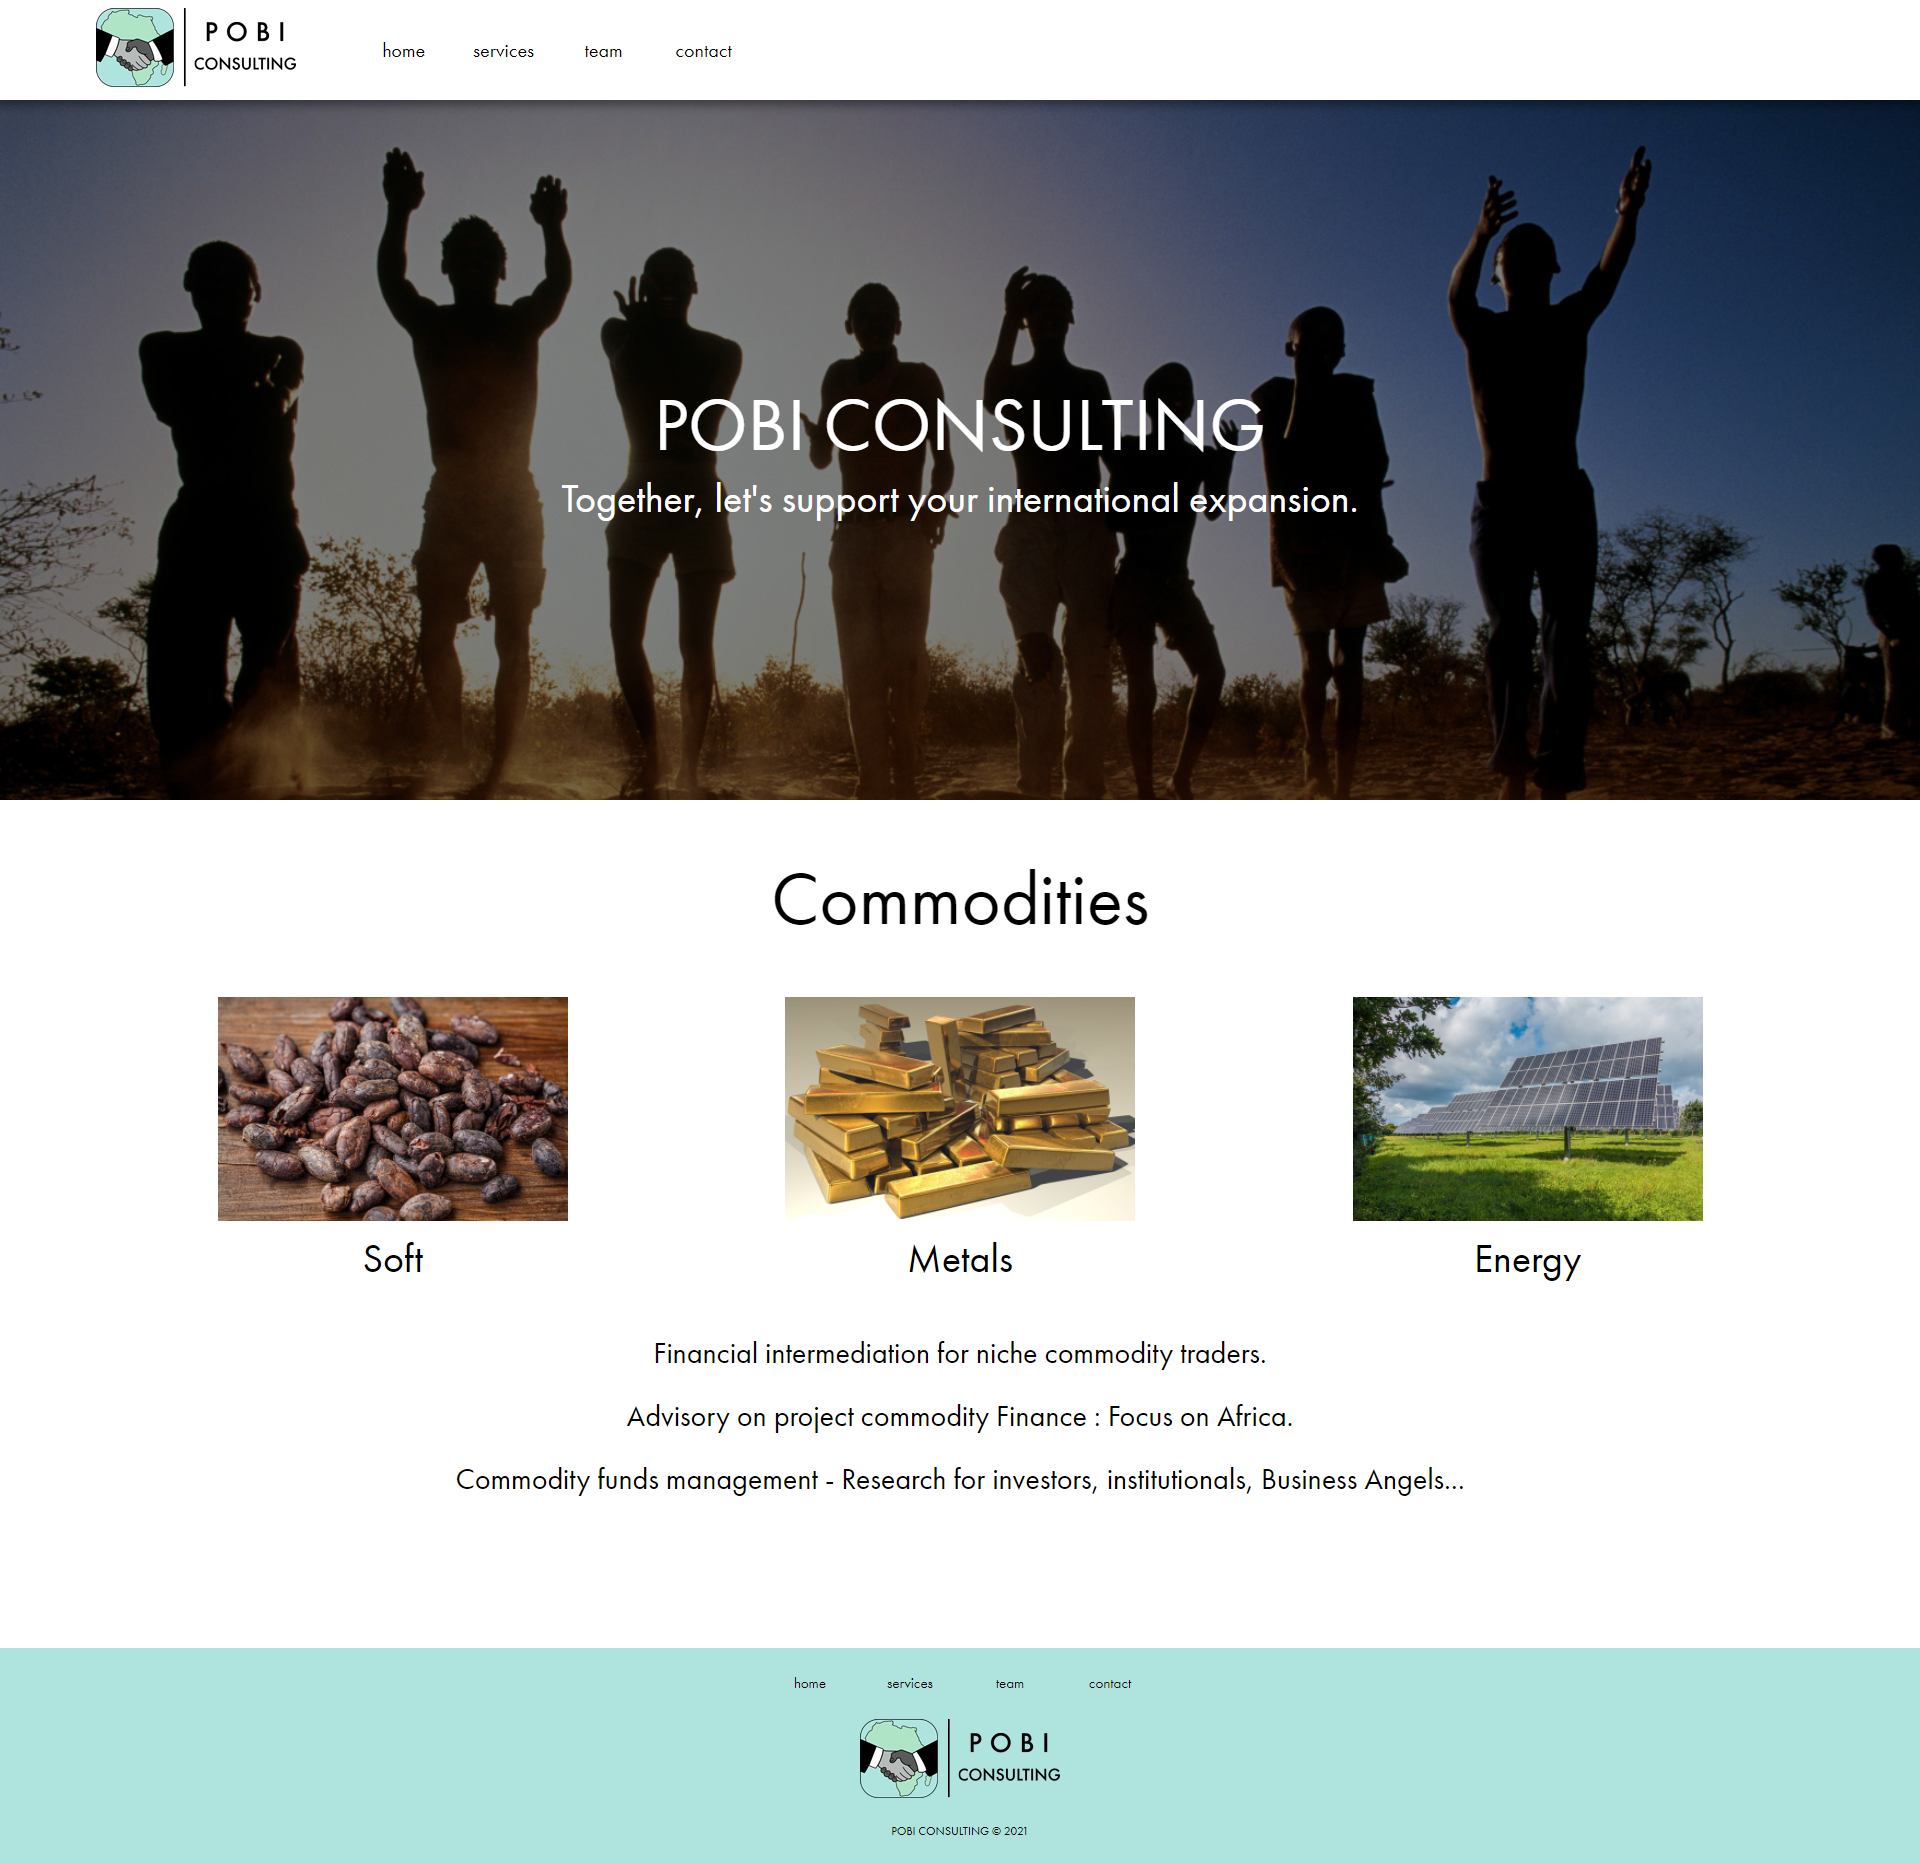 POBI
CONSULTING
home
services
team
contact
POBI CONSULTING
Together, let's support your international expansion.
Commodities
Soft
Metals
Energy
Financial intermediation for niche commodity traders.
Advisory on project commodity Finance : Focus on Africa.
Commodity funds management - Research for investors, institutionals, Business Angels...
home
services
team
contact
POBI
CONSULTING
POBI CONSULTING © 2021